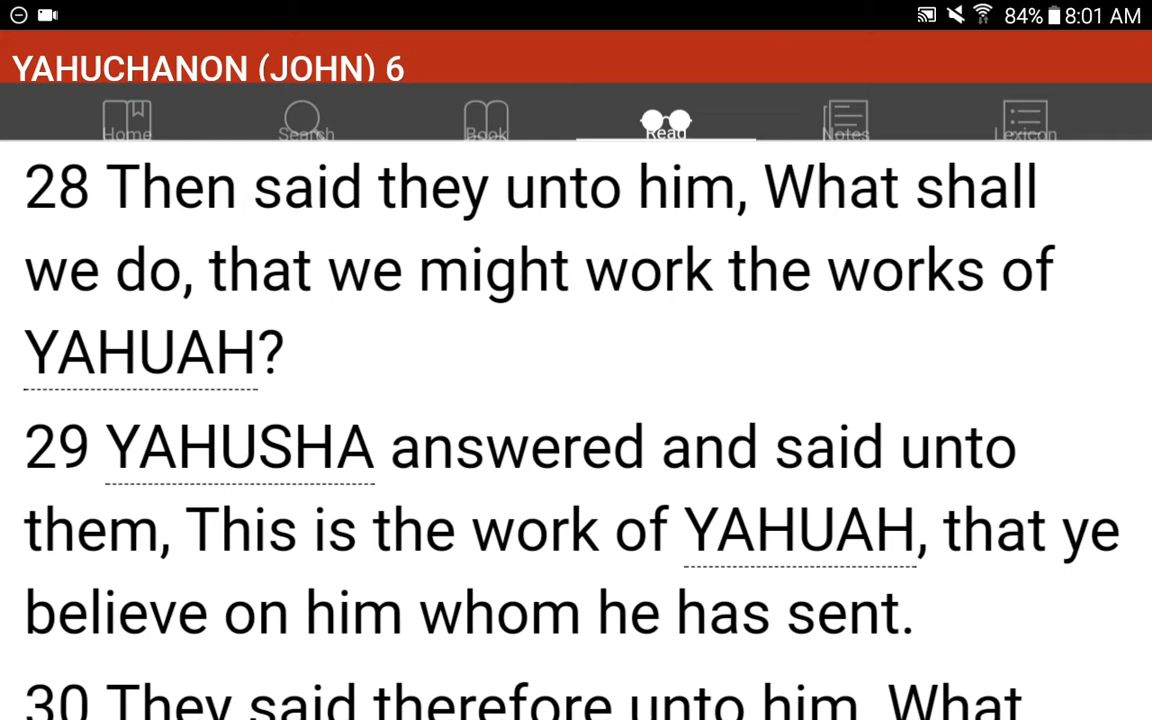 84% 8:01 AM
YAHUCHANON (JOHN) 6
Home Search Book Read Notes Lexicon
28 Then said they unto him, What shall
we do, that we might work the works of
YAHUAH?
29 YAHUSHA answered and said unto
them, This is the work of YAHUAH, that ye
believe on him whom he has sent.
30 They said therefore unto him, What